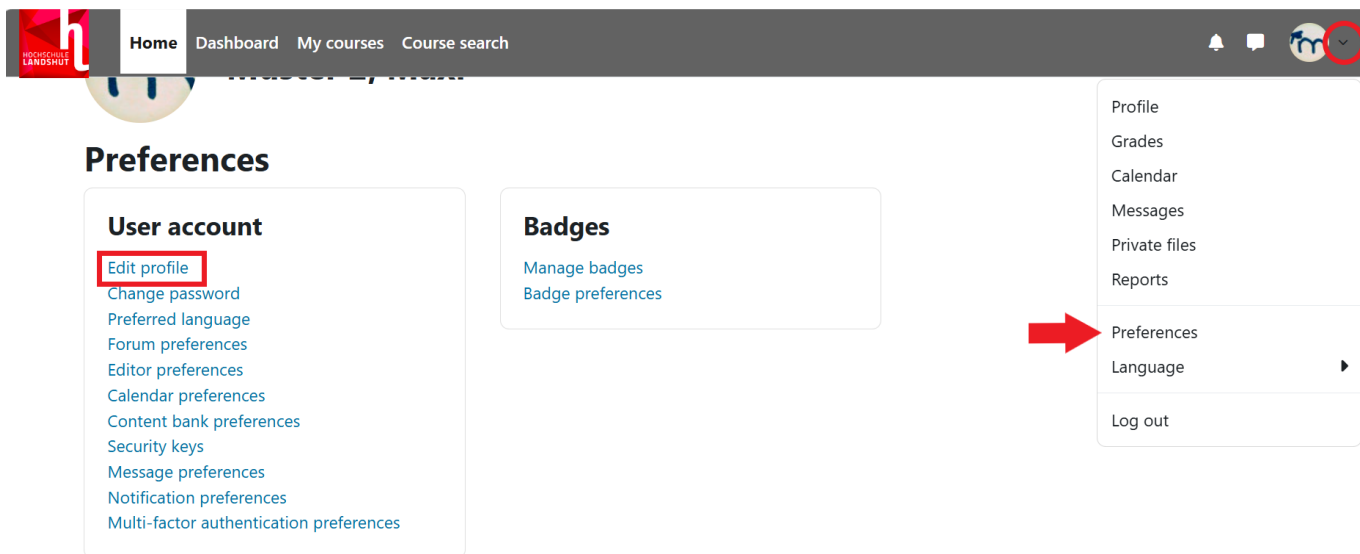 HOCHSCHULE
LANDSHUT
Home Dashboard My courses Course search
Preferences
User account
Edit profile
Change password
Preferred language
Forum preferences
Editor preferences
Calendar preferences
Content bank preferences
Security keys
Message preferences
Notification preferences
Multi-factor authentication preferences
Badges
Manage badges
Badge preferences
Profile
Grades
Calendar
Messages
Private files
Reports
Preferences
Language
Log out